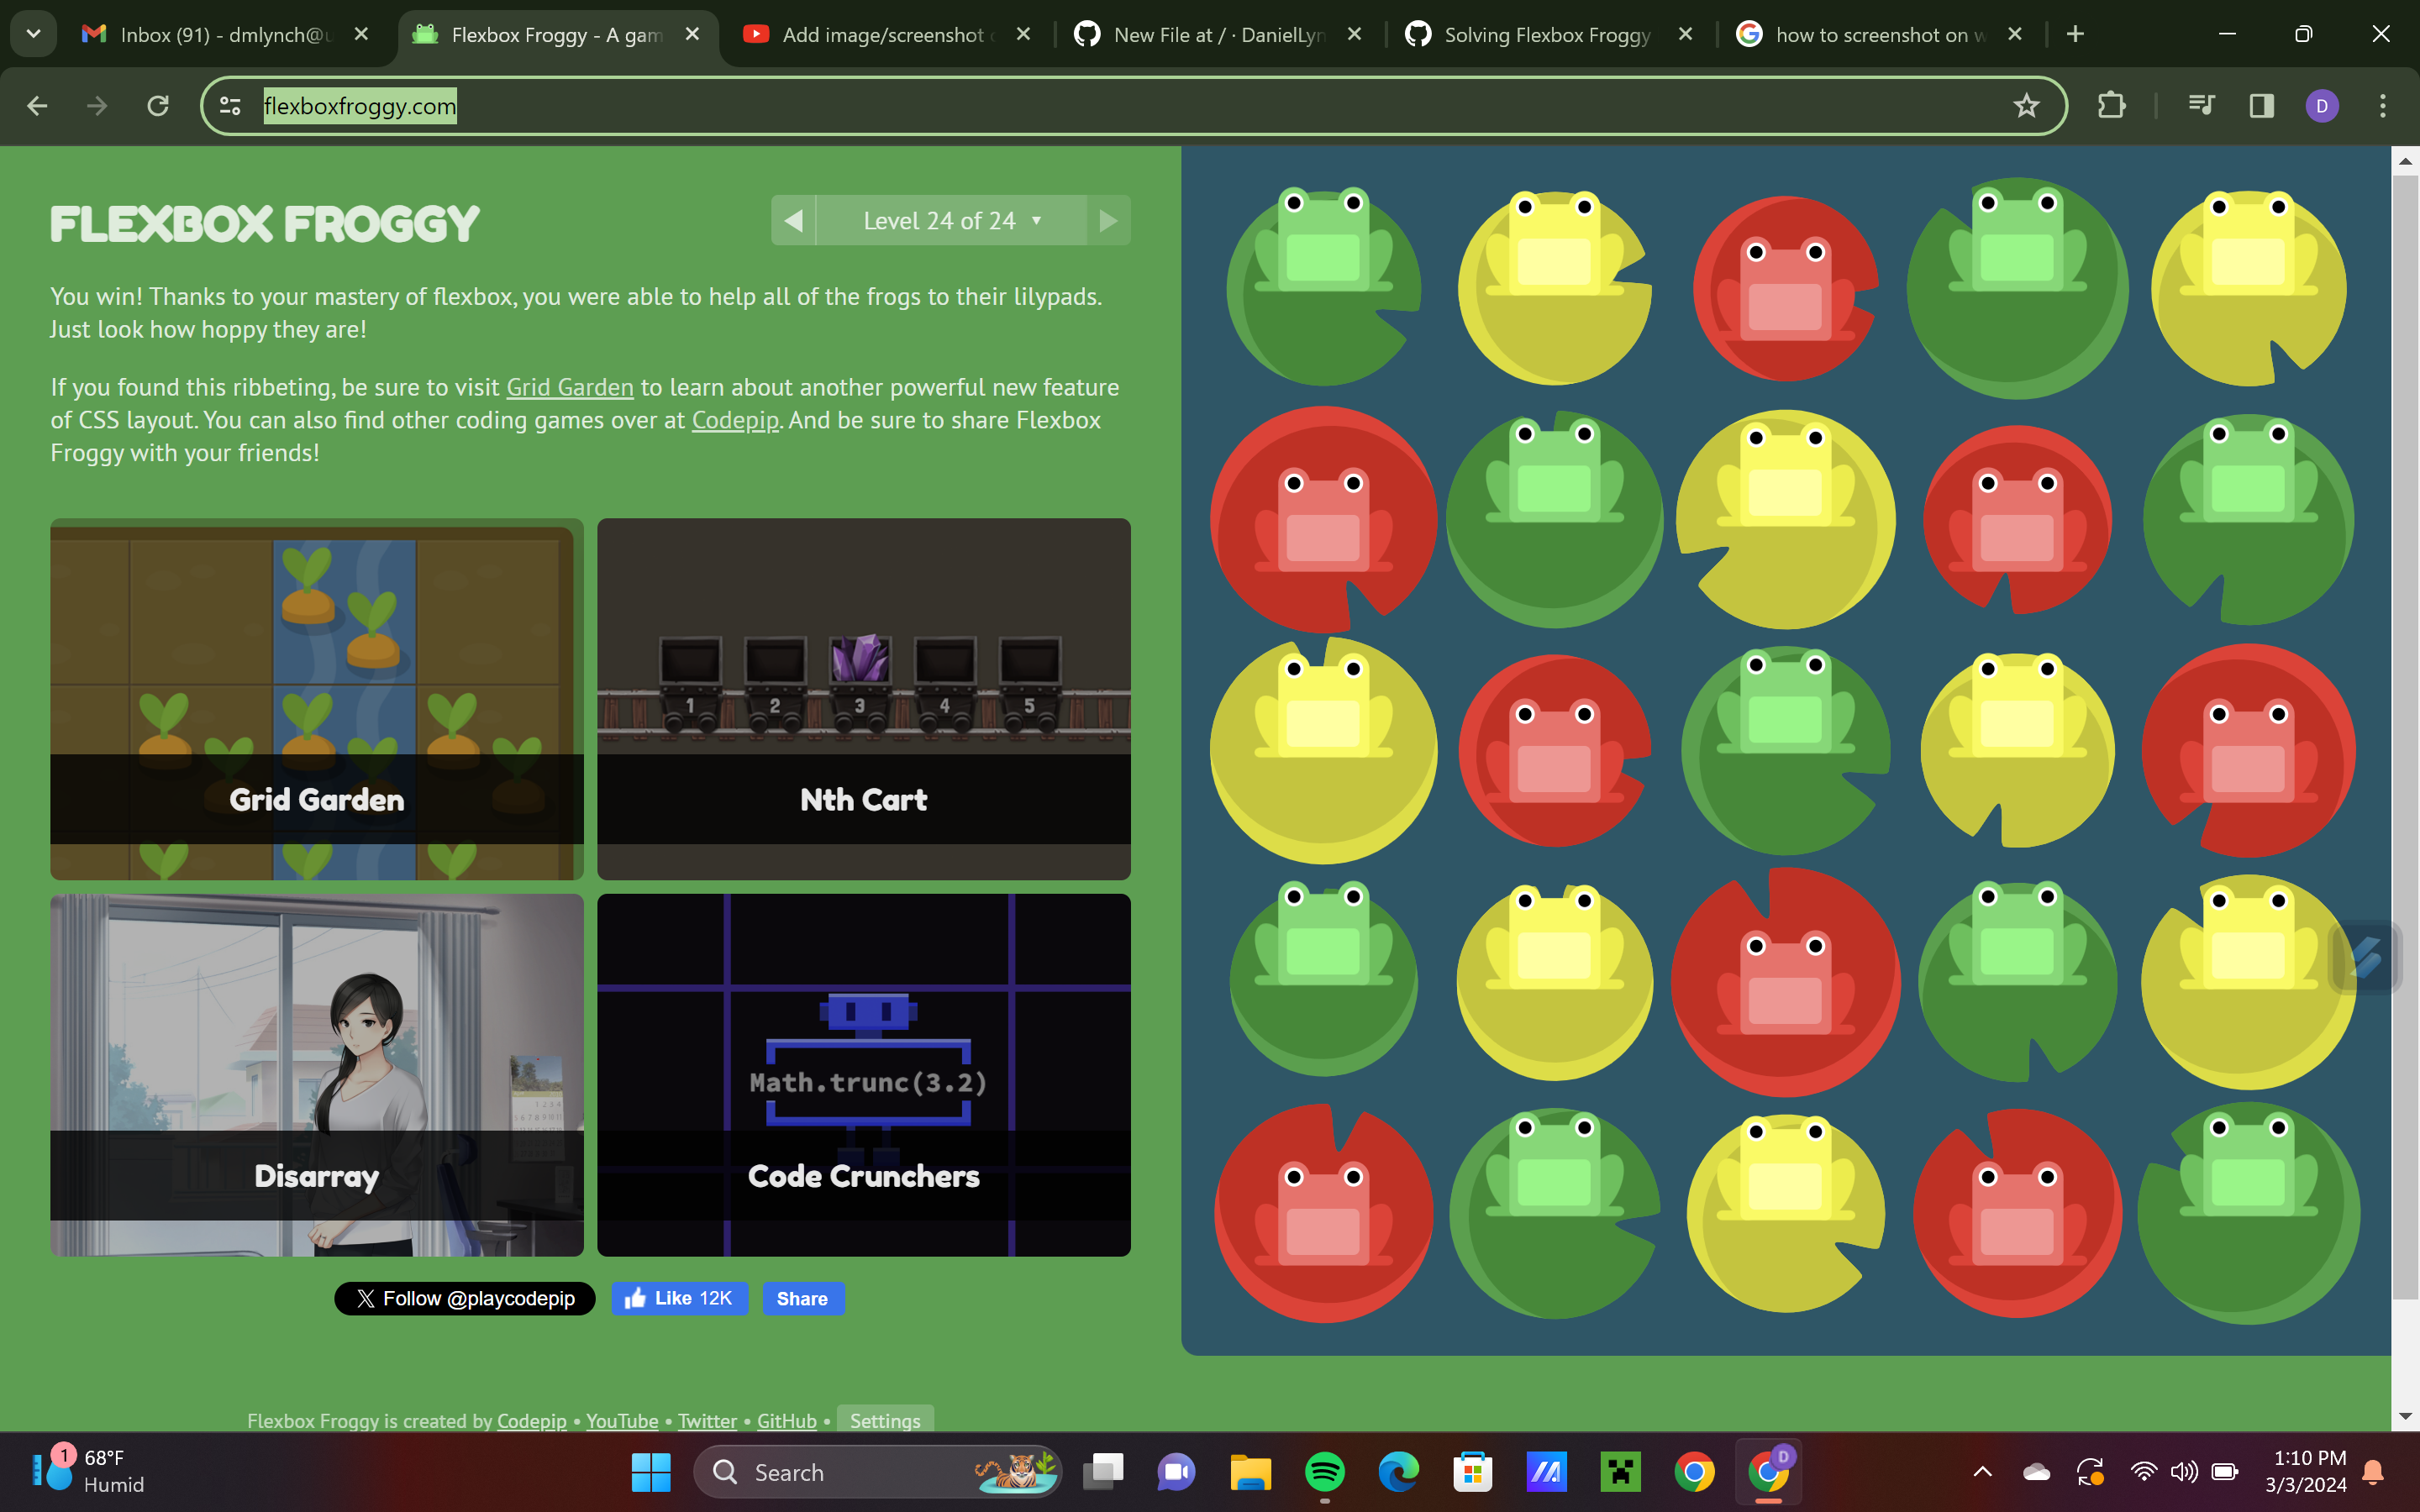 Inbox (91) - dmlynch@u
Flexbox Froggy - A gam
Add image/screenshot
New File at / · DanielLyn
Solving Flexbox Froggy
how to screenshot on w
flexboxfroggy.com
D
FLEXBOX FROGGY
Level 24 of 24
You win! Thanks to your mastery of flexbox, you were able to help all of the frogs to their lilypads.
Just look how hoppy they are!
If you found this ribbeting, be sure to visit Grid Garden to learn about another powerful new feature
of CSS layout. You can also find other coding games over at Codepip. And be sure to share Flexbox
Froggy with your friends!
1 2 3 4 5
Grid Garden
Nth Cart
Math.trunc(3.2)
Disarray
Code Crunchers
Follow @playcodepip
Like 12K
Share
Flexbox Froggy is created by Codepip • YouTube • Twitter • GitHub • Settings
1
68°F
Humid
Search
D
1:10 PM
3/3/2024